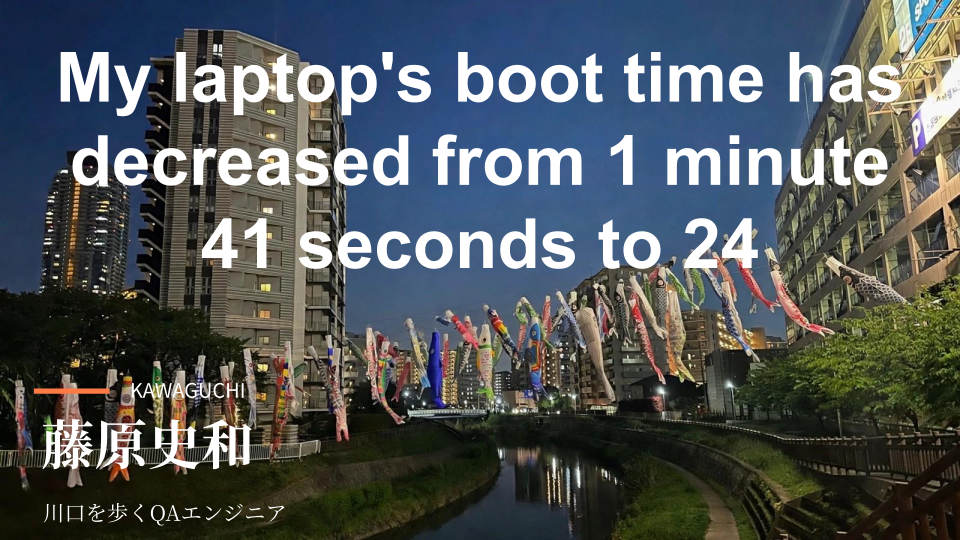 My laptop's boot time has
decreased from 1 minute
41 seconds to 24
KAWAGUCHI
藤原史和
川口を歩くQAエンジニア